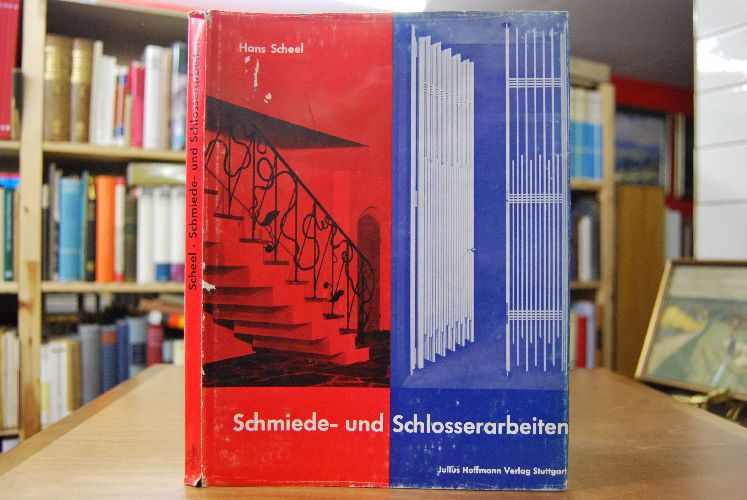 Hans Scheel
Schmiede- und Schlosserarbeiten
Julius Hoffmann Verlag Stuttgart
Scheel · Schmiede- und Schlosserarbeiten